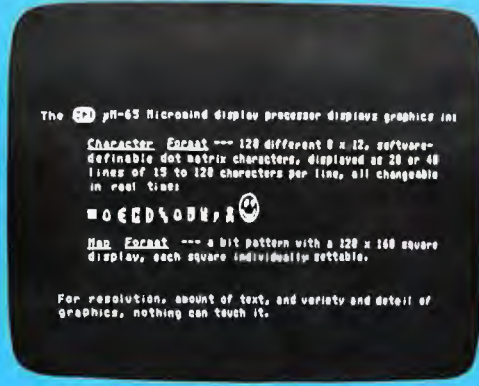 The ECD μM-65 Micromind display processor displays graphics in:
Character Format --- 128 different 8 x 12, software-
definable dot matrix characters, displayed as 20 or 40
lines of 15 to 120 characters per line, all changeable
in real time:
Map Format --- a bit pattern with a 120 x 160 square
display, each square individually settable.
For resolution, amount of text, and variety and detail of
graphics, nothing can touch it.